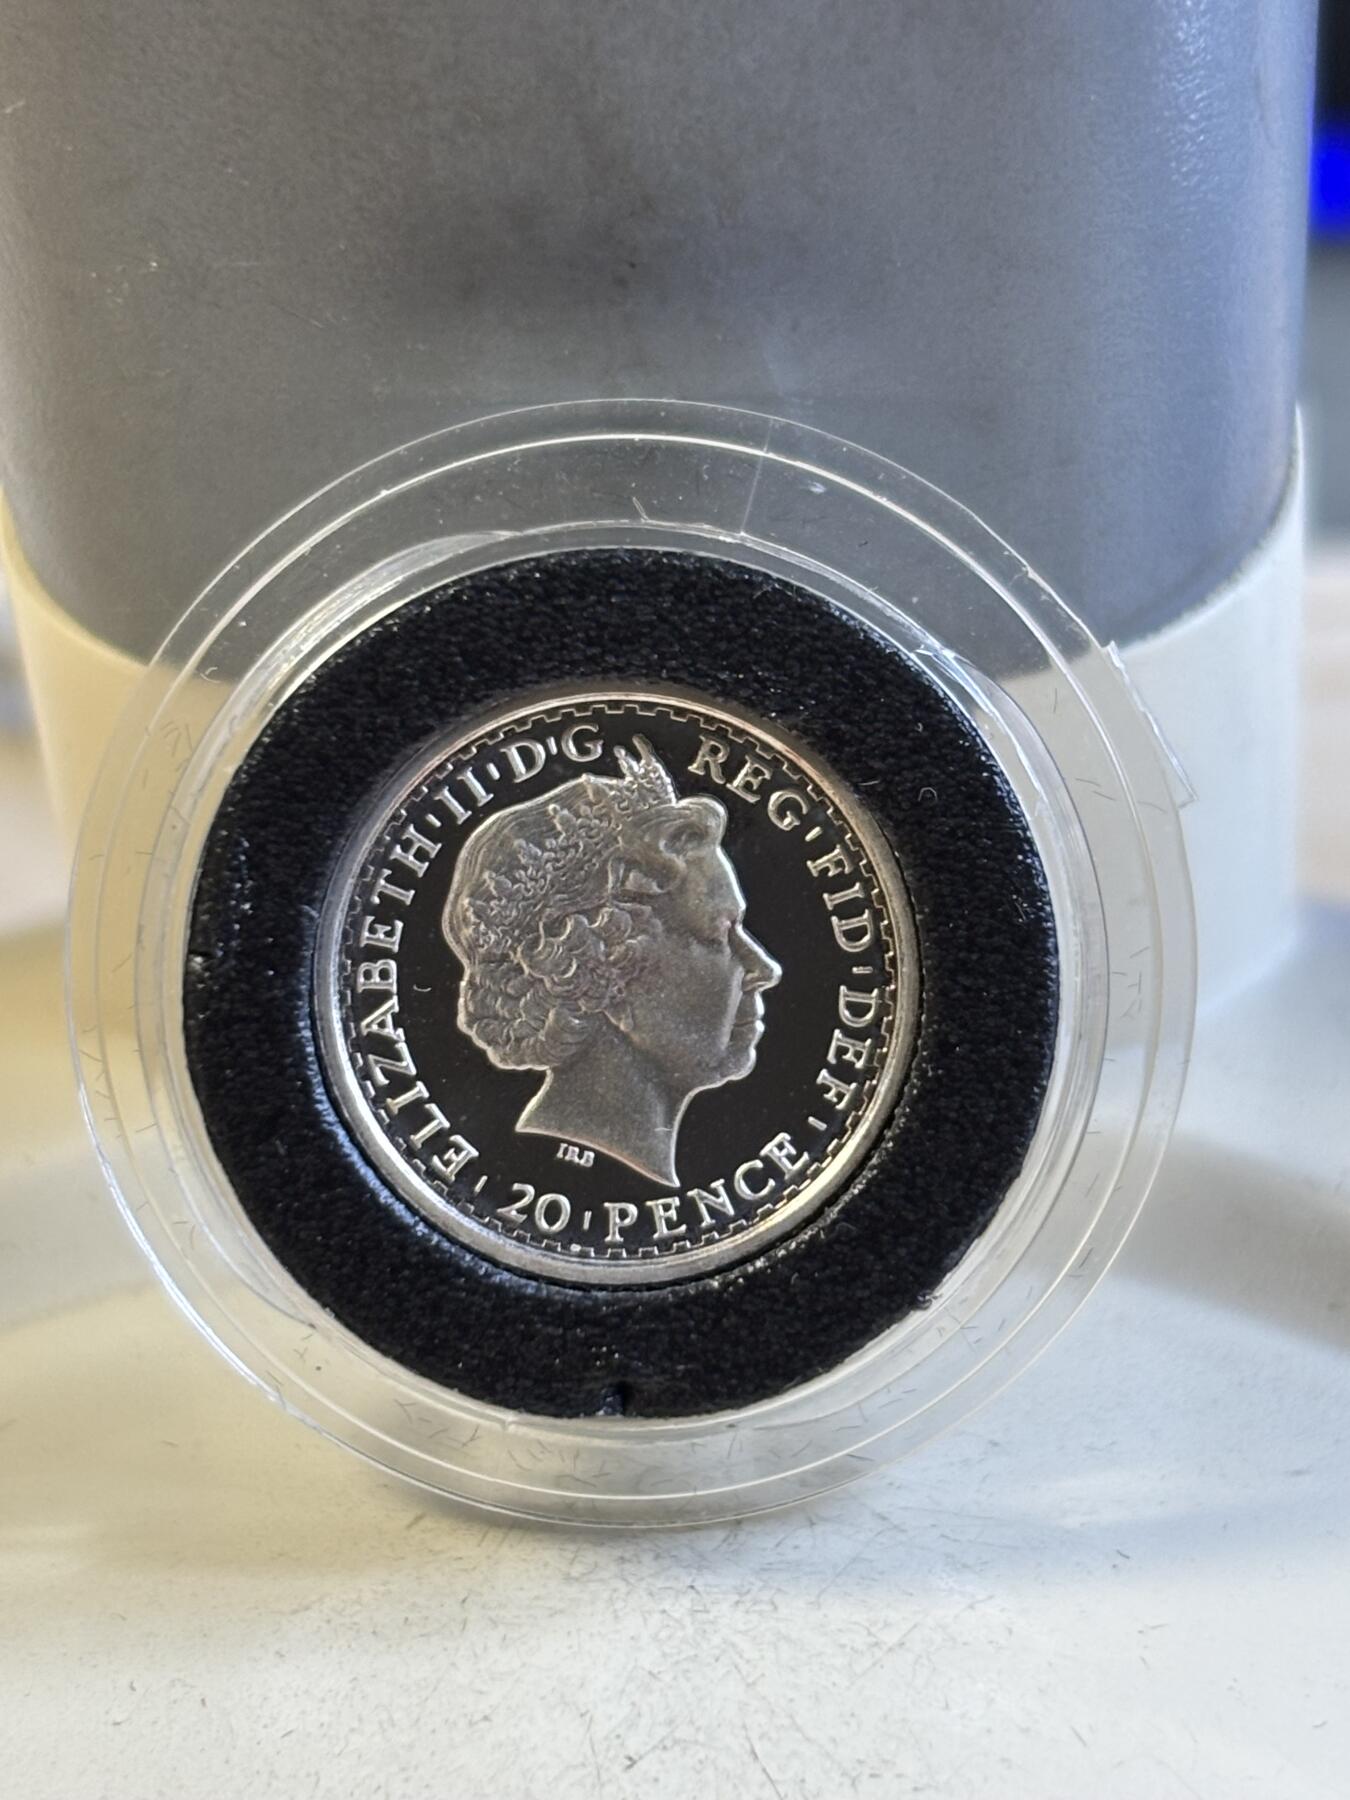 ELIZABETH·II·D·G REG·FID·DEF·
20·PENCE
IRB